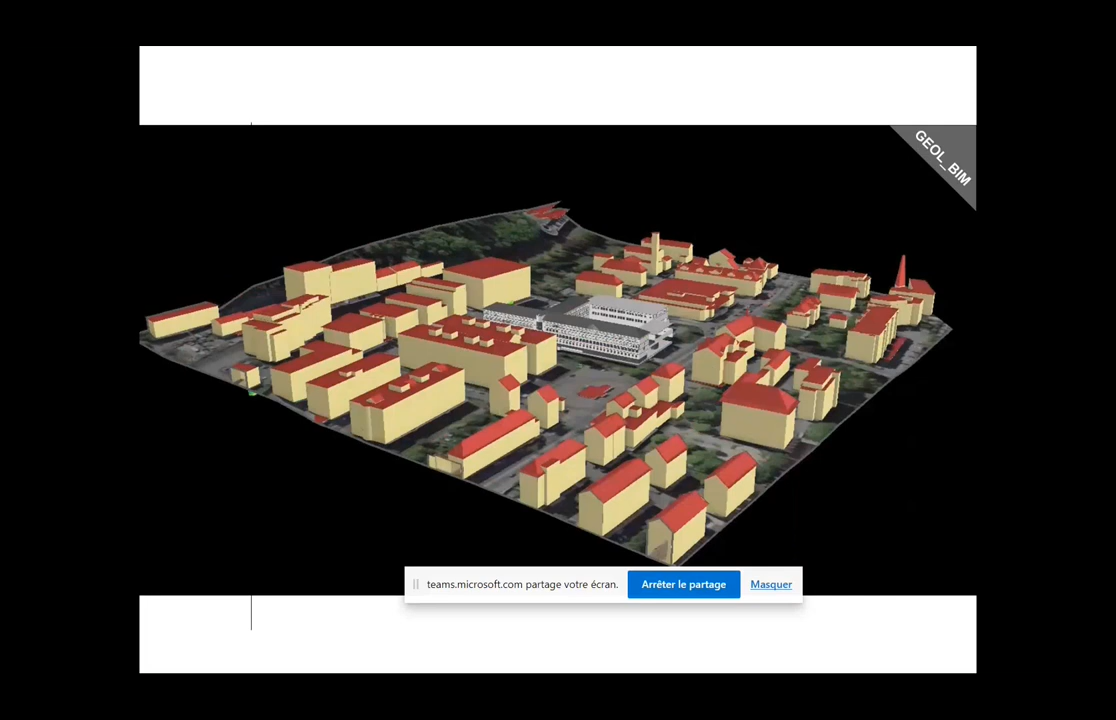 GEOL_BIM
teams.microsoft.com partage votre écran.
Arrêter le partage
Masquer